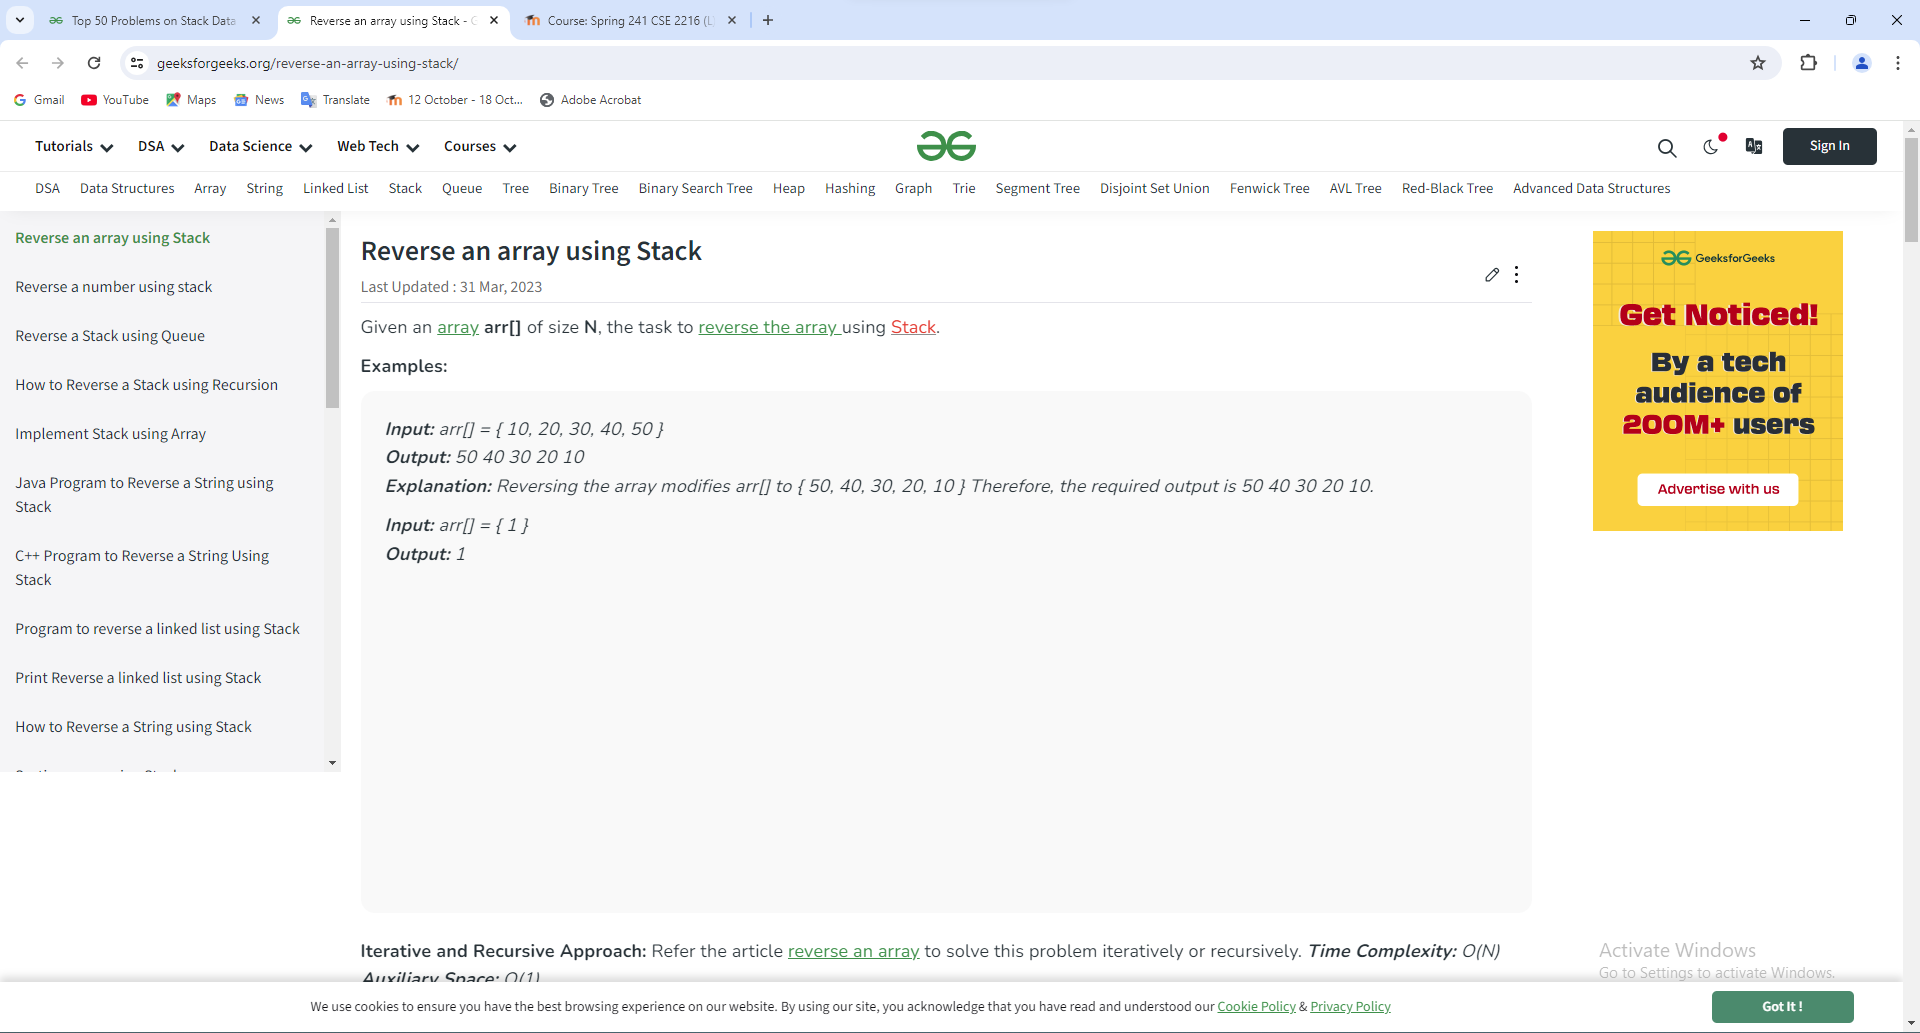 Top 50 Problems on Stack Data
Reverse an array using Stack - G
Course: Spring 241 CSE 2216 (L
geeksforgeeks.org/reverse-an-array-using-stack/
Gmail YouTube Maps News Translate 12 October - 18 Oct... Adobe Acrobat
Tutorials DSA Data Science Web Tech Courses Sign In
DSA Data Structures Array String Linked List Stack Queue Tree Binary Tree Binary Search Tree Heap Hashing Graph Trie Segment Tree Disjoint Set Union Fenwick Tree AVL Tree Red-Black Tree Advanced Data Structures
Reverse an array using Stack
Reverse a number using stack
Reverse a Stack using Queue
How to Reverse a Stack using Recursion
Implement Stack using Array
Java Program to Reverse a String using
Stack
C++ Program to Reverse a String Using
Stack
Program to reverse a linked list using Stack
Print Reverse a linked list using Stack
How to Reverse a String using Stack
Reverse an array using Stack
Last Updated : 31 Mar, 2023
Given an array arr[] of size N, the task to reverse the array using Stack.
Examples:
Input: arr[] = { 10, 20, 30, 40, 50 }
Output: 50 40 30 20 10
Explanation: Reversing the array modifies arr[] to { 50, 40, 30, 20, 10 } Therefore, the required output is 50 40 30 20 10.
Input: arr[] = { 1 }
Output: 1
Iterative and Recursive Approach: Refer the article reverse an array to solve this problem iteratively or recursively. Time Complexity: O(N)
Auxiliary Space: O(1)
GeeksforGeeks
Get Noticed!
By a tech
audience of
200M+ users
Advertise with us
Activate Windows
Go to Settings to activate Windows.
We use cookies to ensure you have the best browsing experience on our website. By using our site, you acknowledge that you have read and understood our Cookie Policy & Privacy Policy
Got It !